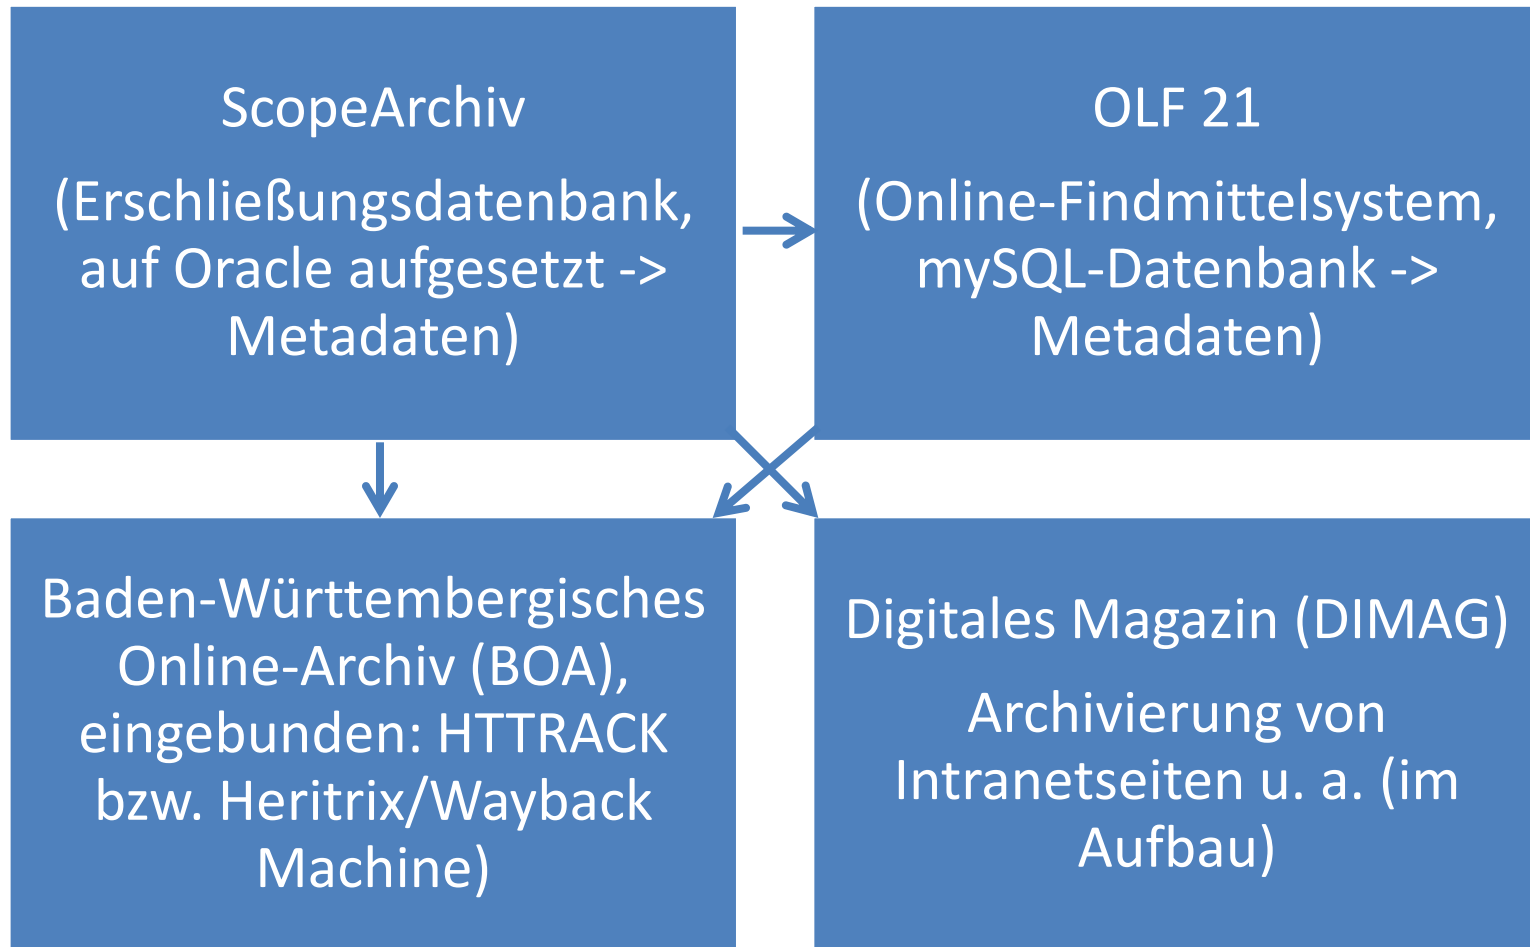 ScopeArchiv
(Erschließungsdatenbank,
auf Oracle aufgesetzt ->
Metadaten)
OLF 21
(Online-Findmittelsystem,
mySQL-Datenbank ->
Metadaten)
Baden-Württembergisches
Online-Archiv (BOA),
eingebunden: HTTRACK
bzw. Heritrix/Wayback
Machine)
Digitales Magazin (DIMAG)
Archivierung von
Intranetseiten u. a. (im
Aufbau)